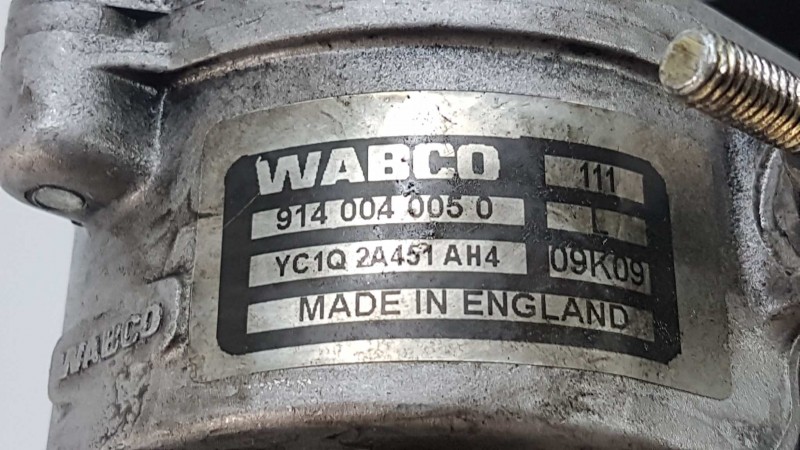 WABCO 111
914 004 005 0 L
YC1Q 2A451 AH4 09K09
MADE IN ENGLAND
WABCO